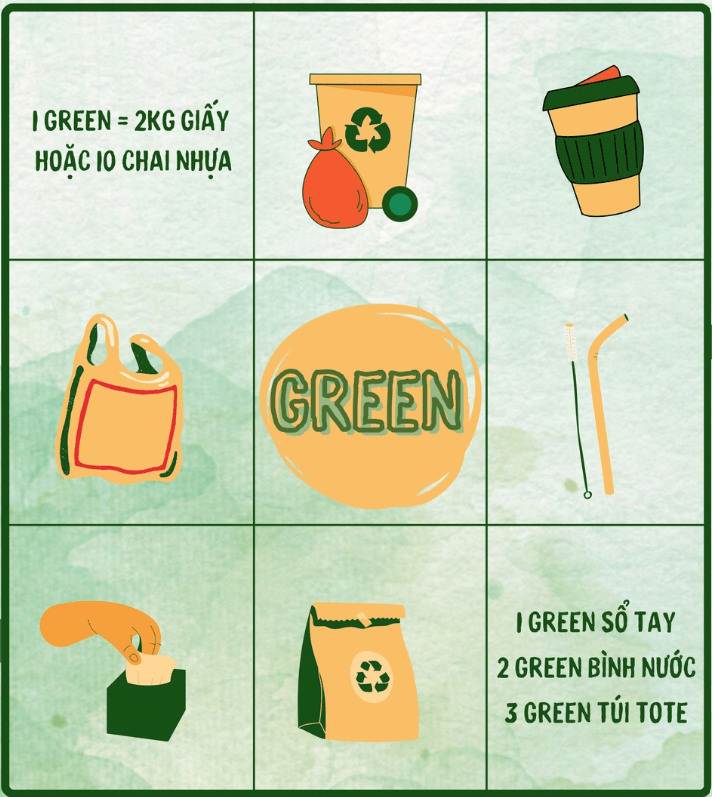 1 GREEN = 2KG GIẤY
HOẶC 10 CHAI NHỰA
GREEN
1 GREEN SỔ TAY
2 GREEN BÌNH NƯỚC
3 GREEN TÚI TOTE